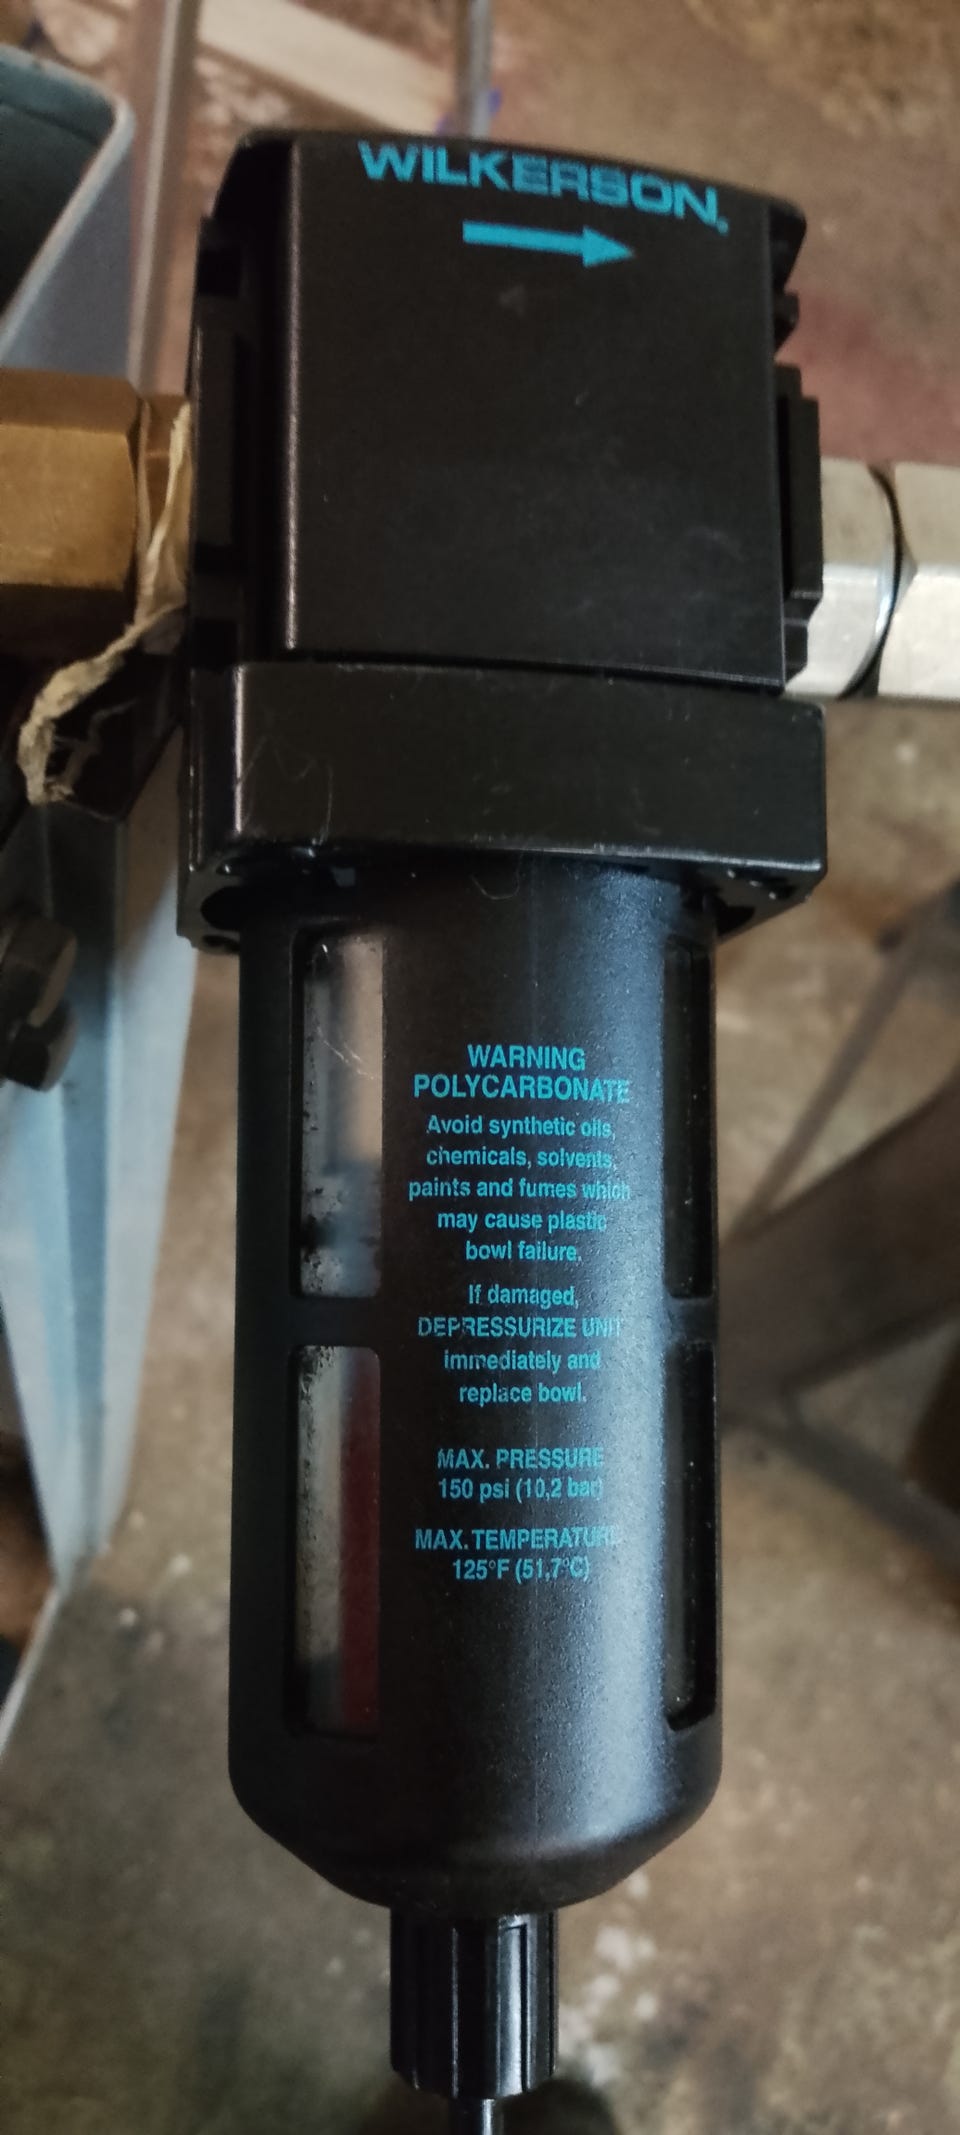 WILKERSON
WARNING
POLYCARBONATE
Avoid synthetic oils,
chemicals, solvents,
paints and fumes which
may cause plastic
bowl failure.
If damaged,
DEPRESSURIZE UNIT
immediately and
replace bowl.
MAX. PRESSURE
150 psi (10,2 bar)
MAX. TEMPERATURE
125°F (51,7°C)